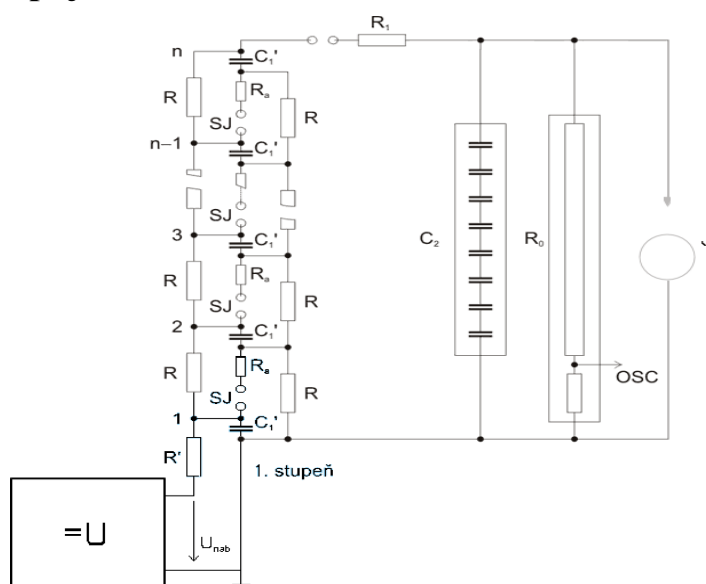 R₁
n
C₁'
Rₐ
R
R
SJ
n–1
C₁'
SJ
3
C₁'
C₂
R₀
Rₐ
R
SJ
R
2
C₁'
Rₐ
OSC
R
SJ
R
1
C₁'
R'
1. stupeň
=U
Uₙₐb